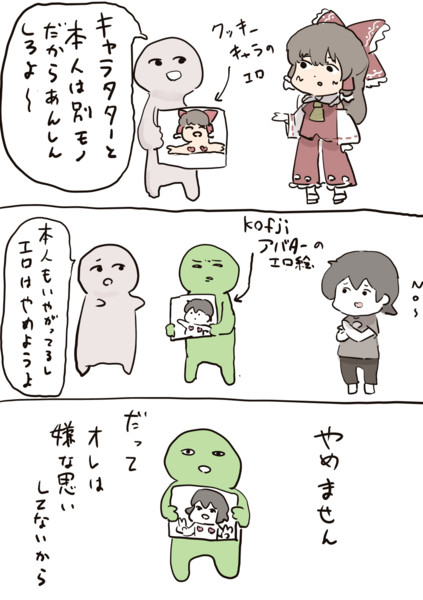 クッキー
キャラの
エロ
キャラタターと
本人は別モノ
だからあんしん
しろよ～
kofji
アバターの
エロ絵
NO～
本人もいやがってるし
エロはやめようよ
やめません
だって
オレは
嫌な思い
してないから